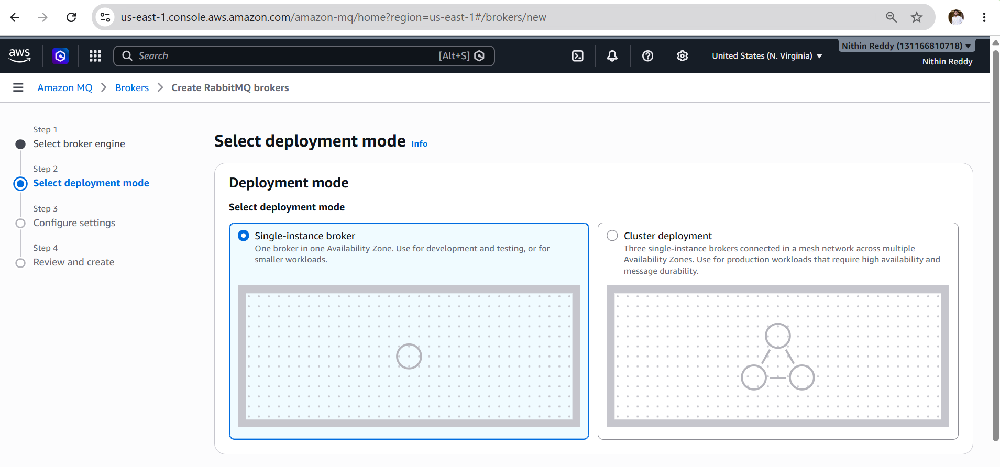 us-east-1.console.aws.amazon.com/amazon-mq/home?region=us-east-1#/brokers/new
aws
Search
[Alt+S]
United States (N. Virginia)
Nithin Reddy (131166810718)
Nithin Reddy
Amazon MQ
Brokers
Create RabbitMQ brokers
Step 1
Select broker engine
Step 2
Select deployment mode
Step 3
Configure settings
Step 4
Review and create
Select deployment mode Info
Deployment mode
Select deployment mode
Single-instance broker
One broker in one Availability Zone. Use for development and testing, or for
smaller workloads.
Cluster deployment
Three single-instance brokers connected in a mesh network across multiple
Availability Zones. Use for production workloads that require high availability and
message durability.